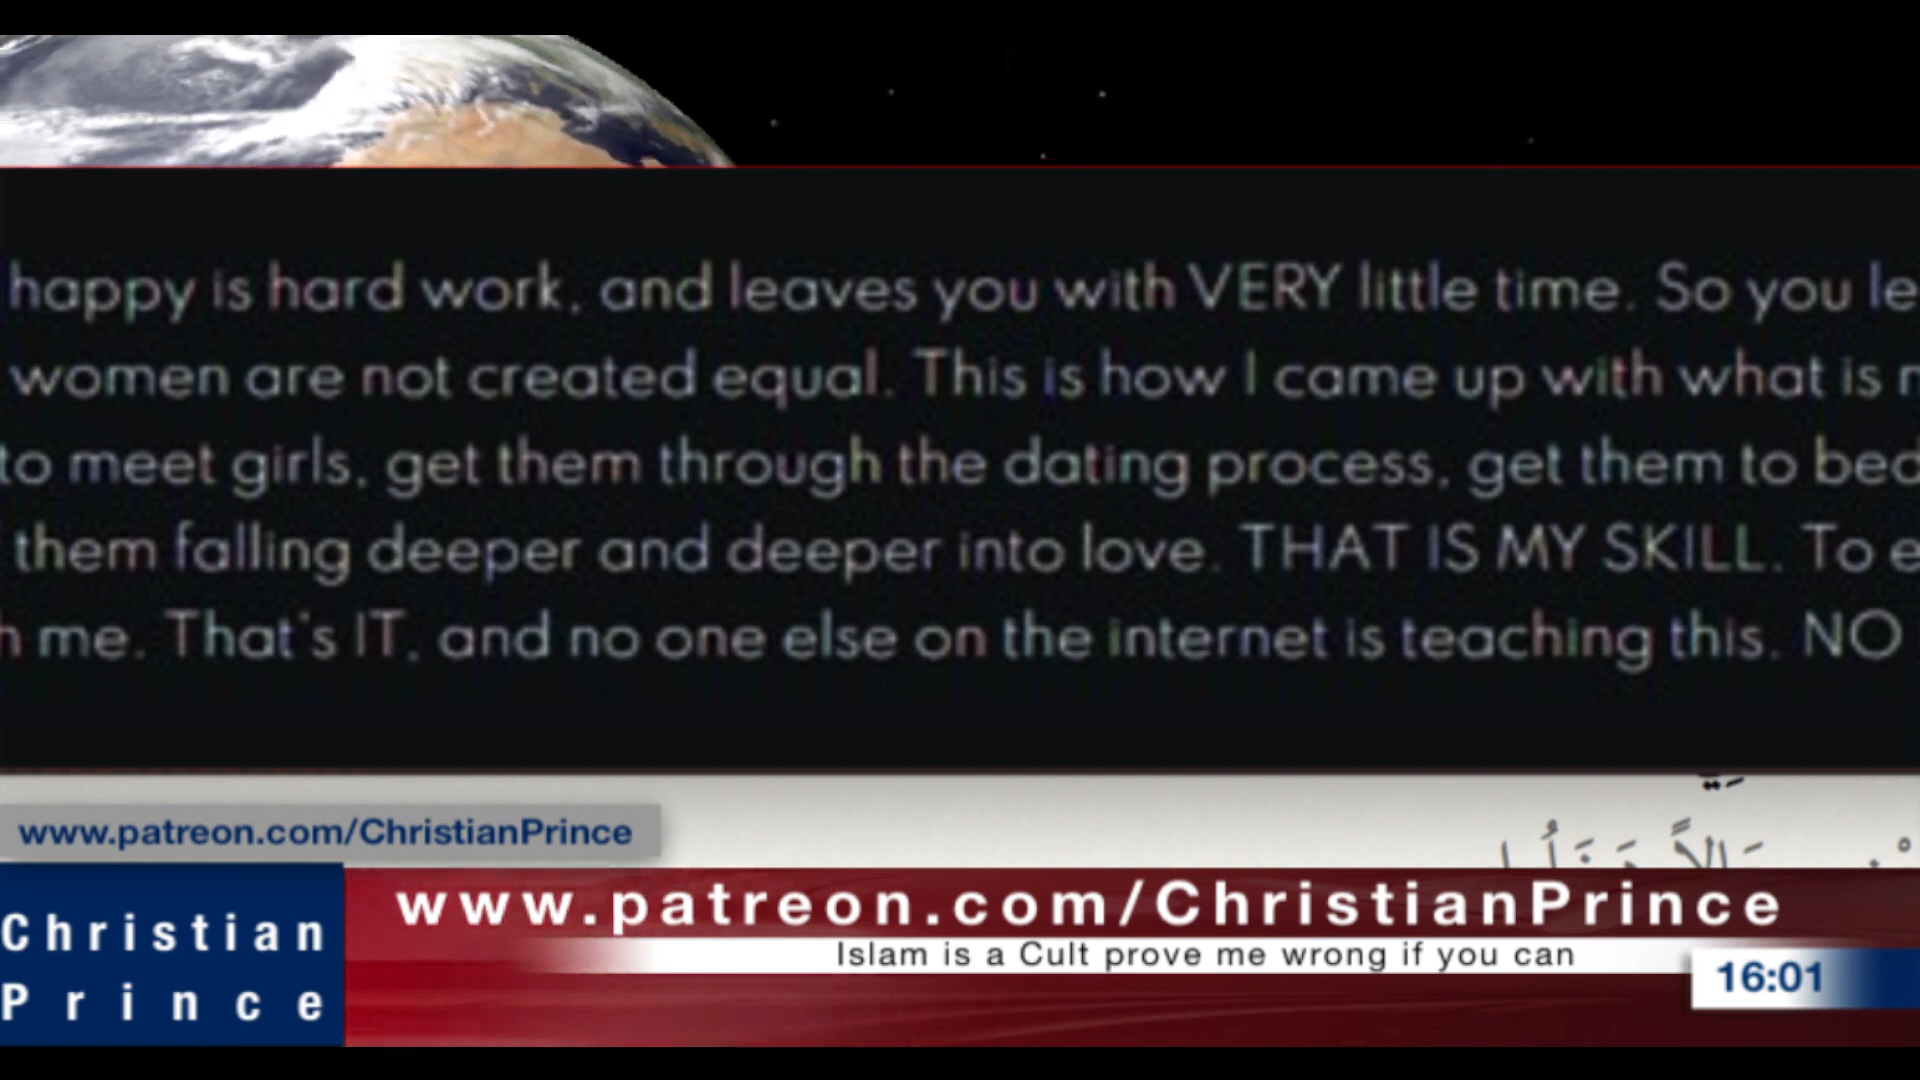 happy is hard work, and leaves you with VERY little time. So you le
women are not created equal. This is how I came up with what is
to meet girls, get them through the dating process, get them to bed
them falling deeper and deeper into love. THAT IS MY SKILL. To e
h me. That's IT, and no one else on the internet is teaching this. NO
www.patreon.com/ChristianPrince
www.patreon.com/ChristianPrince
Christian
Prince
Islam is a Cult prove me wrong if you can
16:01